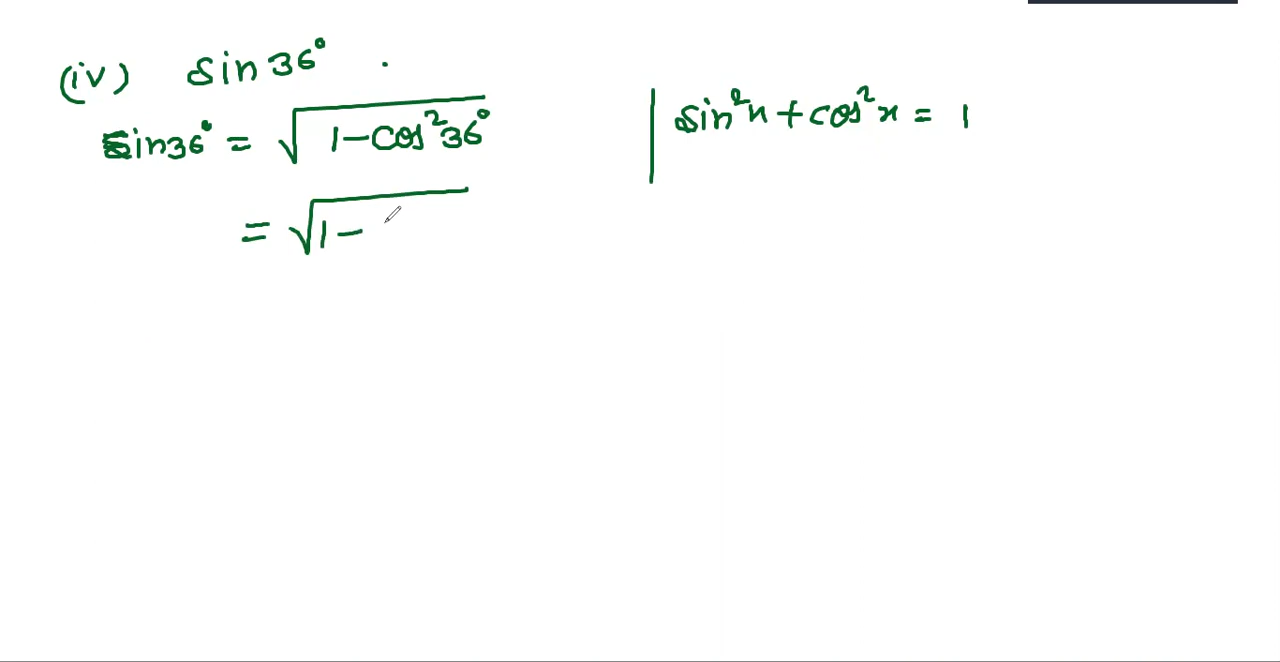 (iv) sin 36°.
sin36° = √1-cos²36°
= √1-
sin²x + cos²x = 1